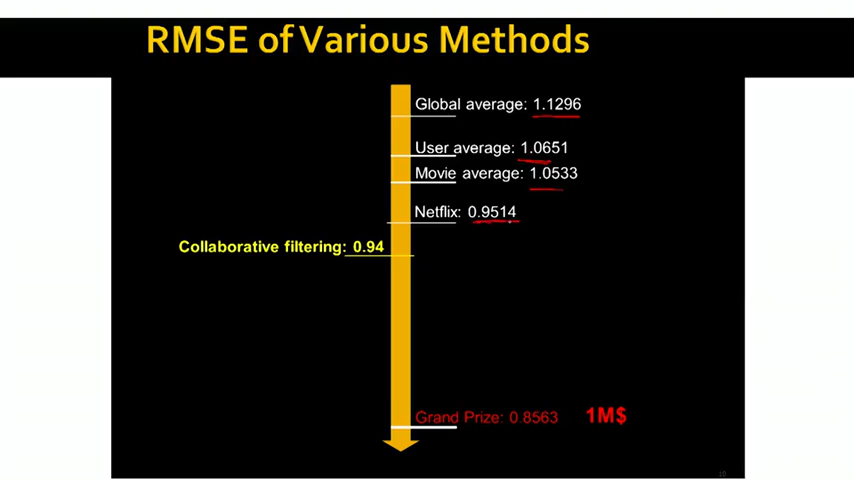 RMSE of Various Methods
Global average: 1.1296
User average: 1.0651
Movie average: 1.0533
Netflix: 0.9514
Collaborative filtering: 0.94
Grand Prize: 0.8563 1M$
10